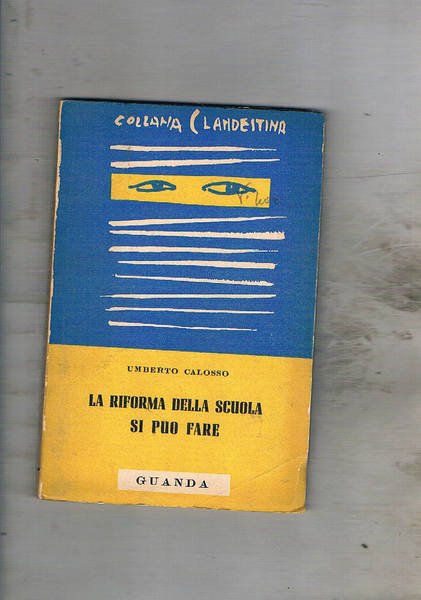 COLLANA CLANDESTINA
UMBERTO CALOSSO
LA RIFORMA DELLA SCUOLA
SI PUO FARE
GUANDA